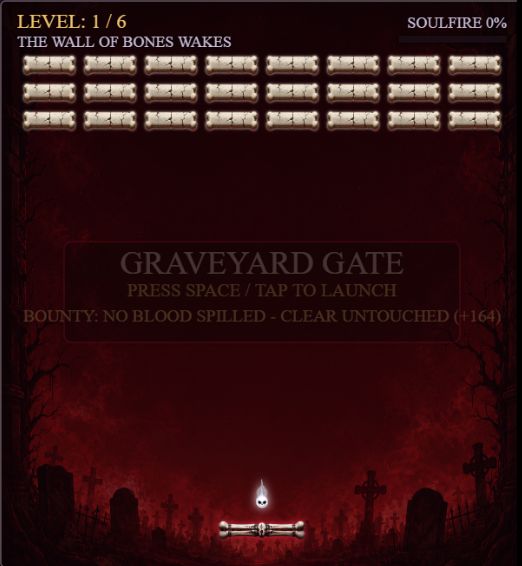 LEVEL: 1 / 6
SOULFIRE 0%
THE WALL OF BONES WAKES
GRAVEYARD GATE
PRESS SPACE / TAP TO LAUNCH
BOUNTY: NO BLOOD SPILLED - CLEAR UNTOUCHED (+164)